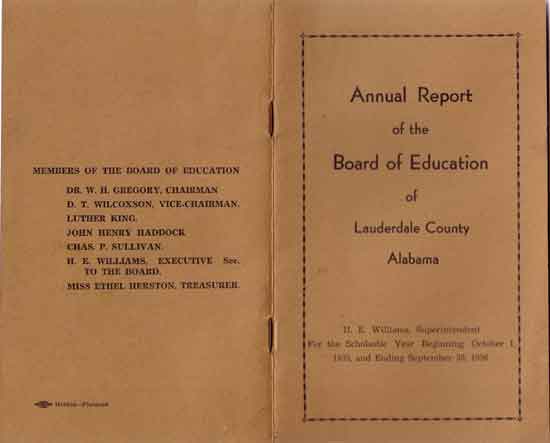 MEMBERS OF THE BOARD OF EDUCATION
DR. W. H. GREGORY, CHAIRMAN
D. T. WILCOXSON, VICE-CHAIRMAN.
LUTHER KING.
JOHN HENRY HADDOCK
CHAS. P. SULLIVAN.
H. E. WILLIAMS, EXECUTIVE Sec.
TO THE BOARD.
MISS ETHEL HERSTON, TREASURER.
Annual Report
of the
Board of Education
of
Lauderdale County
Alabama
H. E. Williams, Superintendent
For the Scholastic Year Beginning October 1,
and Ending September 30, 1936